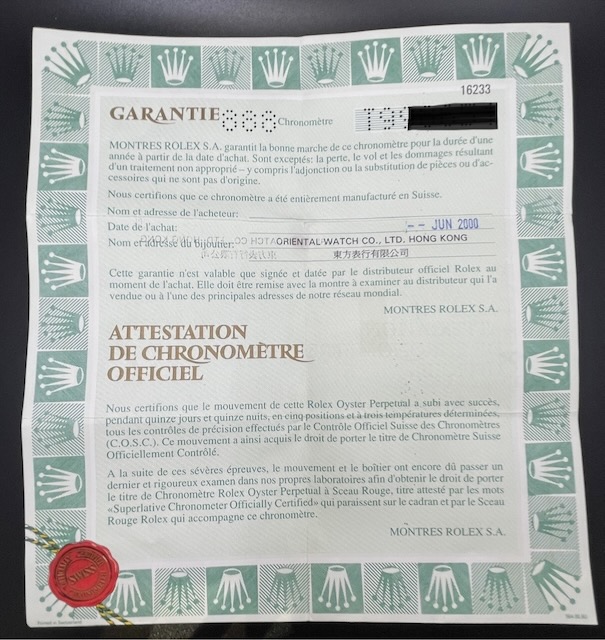 16233
GARANTIE 888 Chronomètre T95
MONTRES ROLEX S.A. garantit la bonne marche de ce chronomètre pour la durée d'une
année à partir de la date d'achat. Sont exceptés: la perte, le vol et les dommages résultant
d'un traitement non approprié – y compris l'adjonction ou la substitution de pièces ou d'ac-
cessoires qui ne sont pas d'origine.
Nous certifions que ce chronomètre a été entièrement manufacturé en Suisse.
Nom et adresse de l'acheteur:
Date de l'achat: -- JUN 2000
Nom et adresse du bijoutier: ORIENTAL WATCH CO., LTD. HONG KONG
東方表行有限公司
Cette garantie n'est valable que signée et datée par le distributeur officiel Rolex au
moment de l'achat. Elle doit être remise avec la montre à examiner au distributeur qui l'a
vendue ou à l'une des principales adresses de notre réseau mondial.
MONTRES ROLEX S.A.
ATTESTATION
DE CHRONOMÈTRE
OFFICIEL
Nous certifions que le mouvement de cette Rolex Oyster Perpetual a subi avec succès,
pendant quinze jours et quinze nuits, en cinq positions et à trois températures déterminées,
tous les contrôles de précision effectués par le Contrôle Officiel Suisse des Chronomètres
(C.O.S.C.). Ce mouvement a ainsi acquis le droit de porter le titre de Chronomètre Suisse
Officiellement Contrôlé.
A la suite de ces sévères épreuves, le mouvement et le boîtier ont encore dû passer un
dernier et rigoureux examen dans nos propres laboratoires afin d'obtenir le droit de porter
le titre de Chronomètre Rolex Oyster Perpetual à Sceau Rouge, titre attesté par les mots
«Superlative Chronometer Officially Certified» qui paraissent sur le cadran et par le Sceau
Rouge Rolex qui accompagne ce chronomètre.
MONTRES ROLEX S.A.
Printed in Switzerland